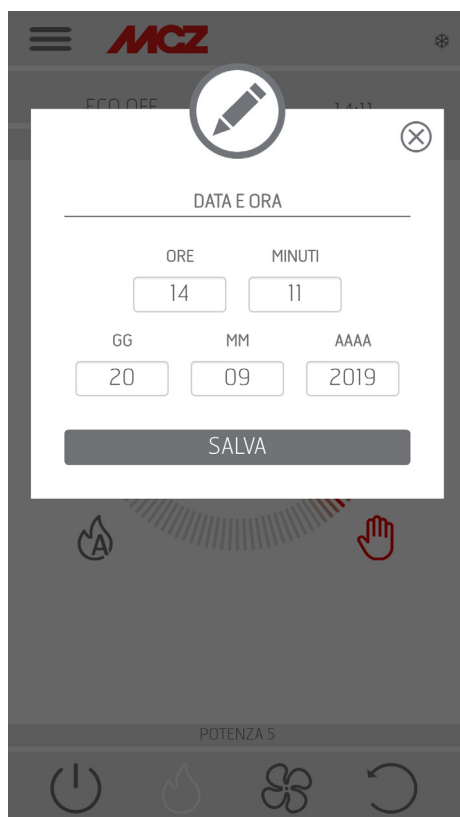 MCZ
ECO OFF 14:11
DATA E ORA
ORE MINUTI
14 11
GG MM AAAA
20 09 2019
SALVA
A
POTENZA 5